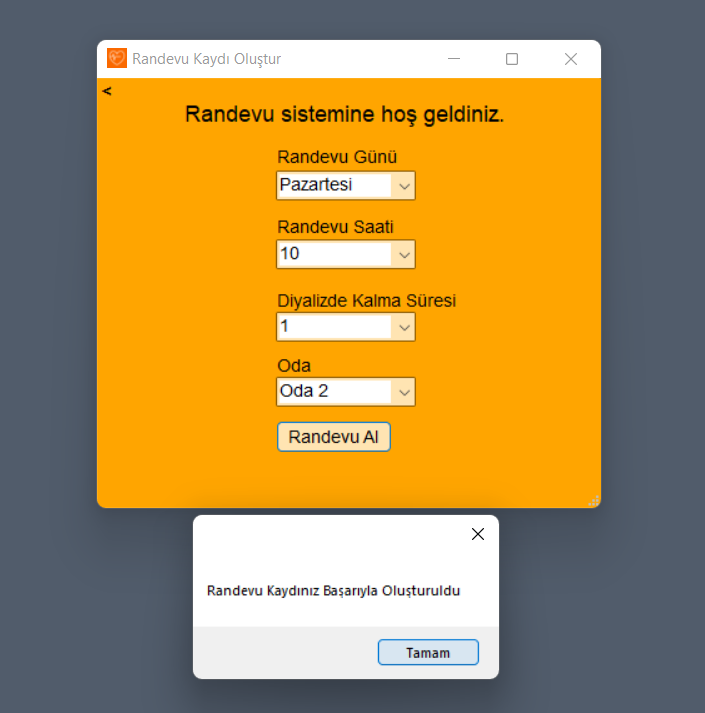 Randevu Kaydı Oluştur
<
Randevu sistemine hoş geldiniz.
Randevu Günü
Pazartesi
Randevu Saati
10
Diyalizde Kalma Süresi
1
Oda
Oda 2
Randevu Al
Randevu Kaydınız Başarıyla Oluşturuldu
Tamam